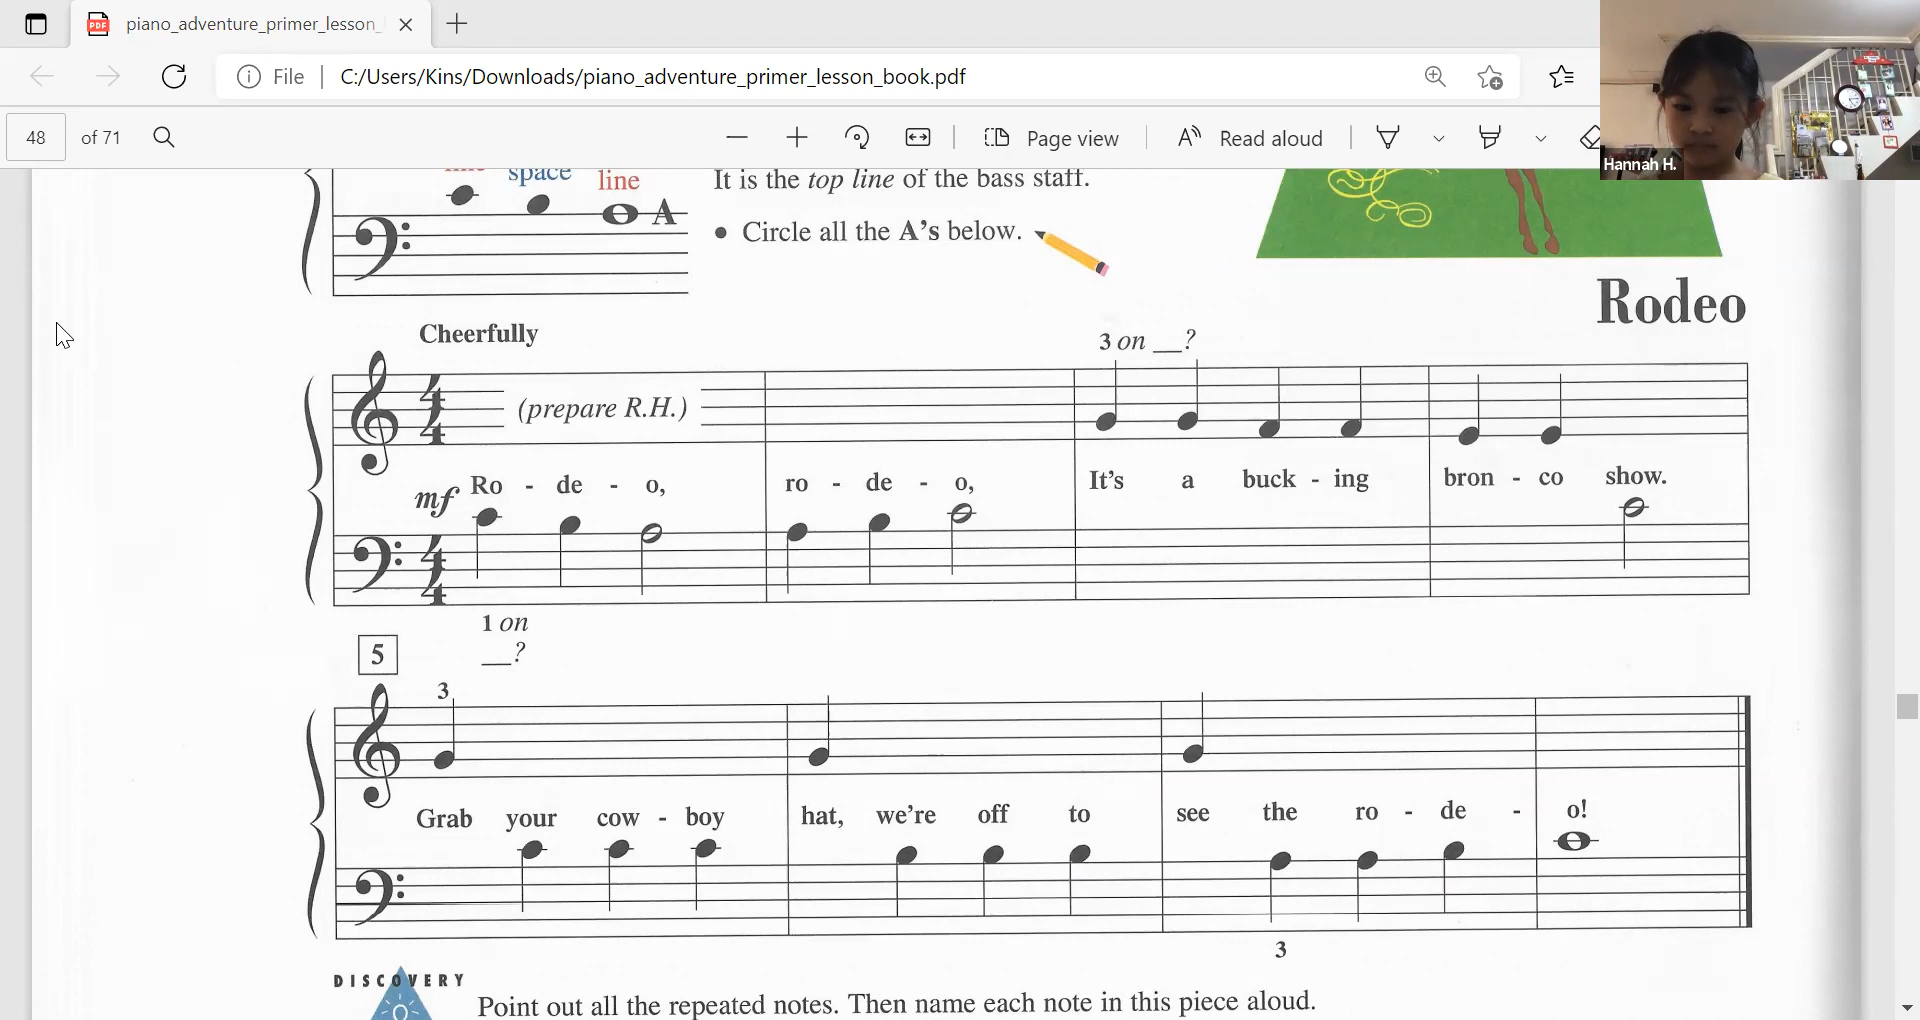 piano_adventure_primer_lesson_
File
C:/Users/Kins/Downloads/piano_adventure_primer_lesson_book.pdf
48 of 71
Page view
Read aloud
Hannah H.
space
line
A
It is the top line of the bass staff.
• Circle all the A's below.
Rodeo
Cheerfully
3 on __?
4 4
(prepare R.H.)
mf
Ro - de - o, ro - de - o, It's a buck - ing bron - co show.
4 4
1 on
__?
5
3
Grab your cow - boy hat, we're off to see the ro - de - o!
3
DISCOVERY
Point out all the repeated notes. Then name each note in this piece aloud.